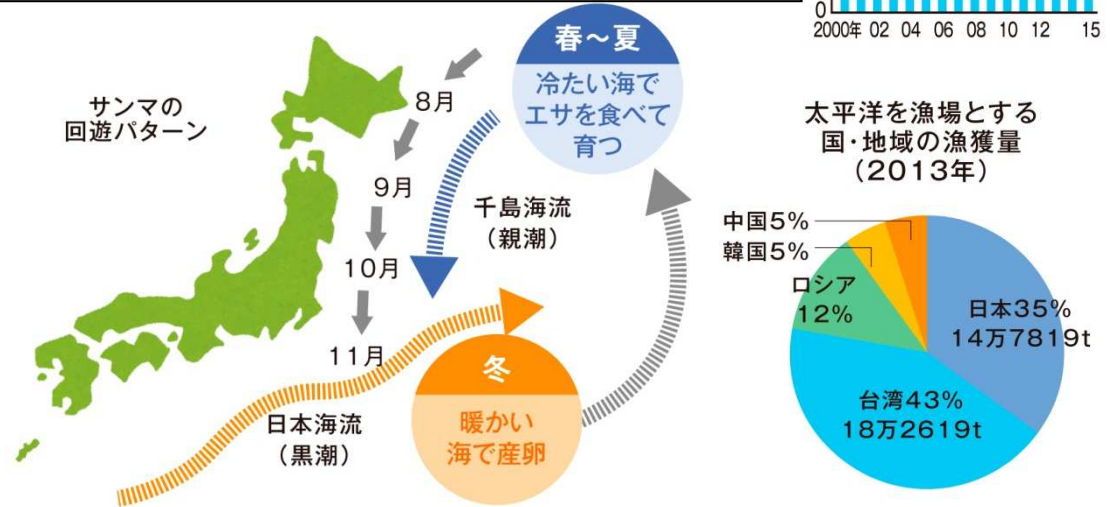 0
2000年 02 04 06 08 10 12 15
サンマの
回遊パターン
春～夏
冷たい海で
エサを食べて
育つ
8月
9月
10月
11月
千島海流
（親潮）
日本海流
（黒潮）
冬
暖かい
海で産卵
太平洋を漁場とする
国・地域の漁獲量
（2013年）
中国5%
韓国5%
ロシア
12%
日本35%
14万7819t
台湾43%
18万2619t